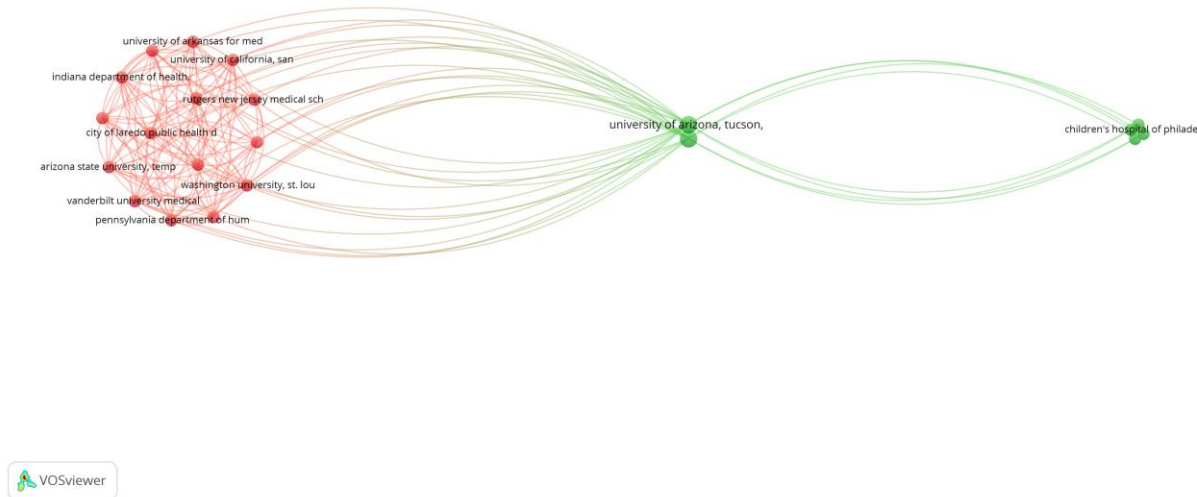 university of arkansas for med
university of california, san
indiana department of health,
rutgers new jersey medical sch
city of laredo public health d
arizona state university, temp
washington university, st. lou
vanderbilt university medical
pennsylvania department of hum
university of arizona, tucson,
children's hospital of philade
VOSviewer